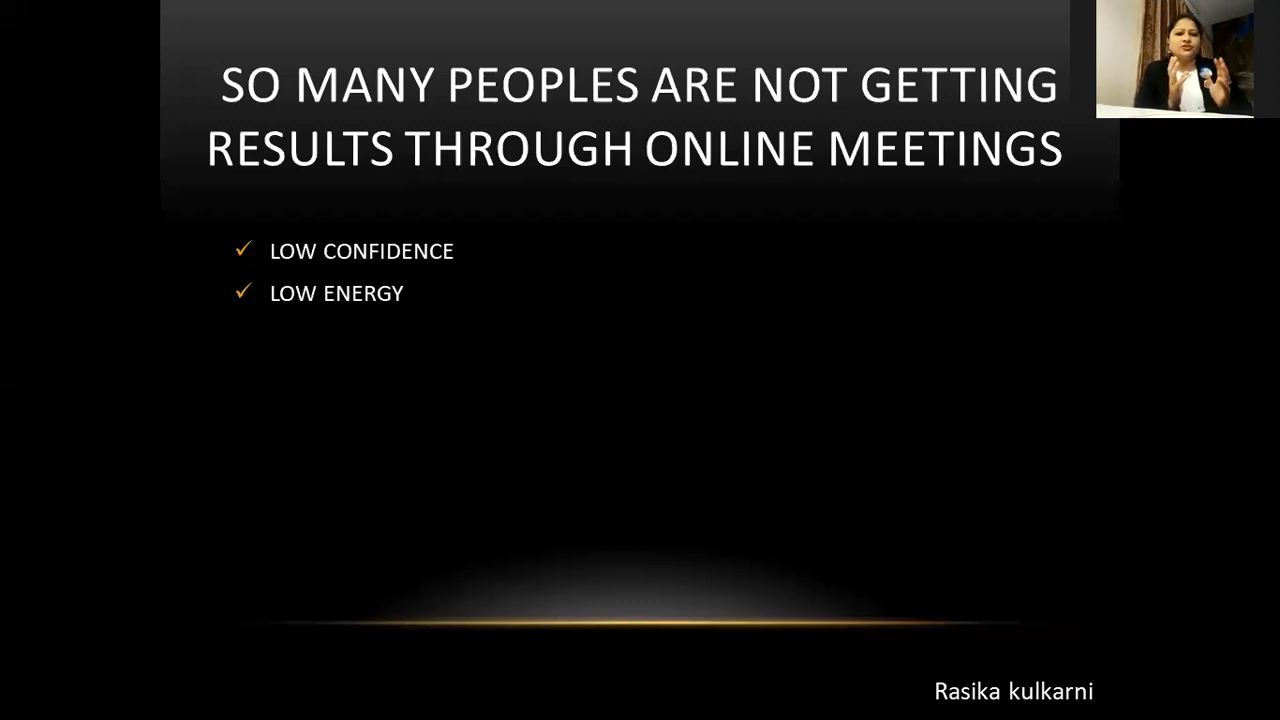 SO MANY PEOPLES ARE NOT GETTING
RESULTS THROUGH ONLINE MEETINGS
✓ LOW CONFIDENCE
✓ LOW ENERGY
Rasika kulkarni